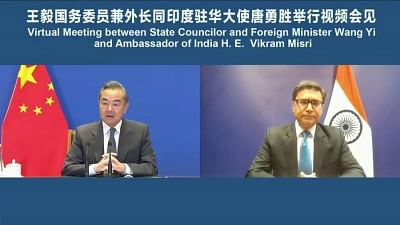 王毅国务委员兼外长同印度驻华大使唐勇胜举行视频会见
Virtual Meeting between State Councilor and Foreign Minister Wang Yi
and Ambassador of India H. E. Vikram Misri